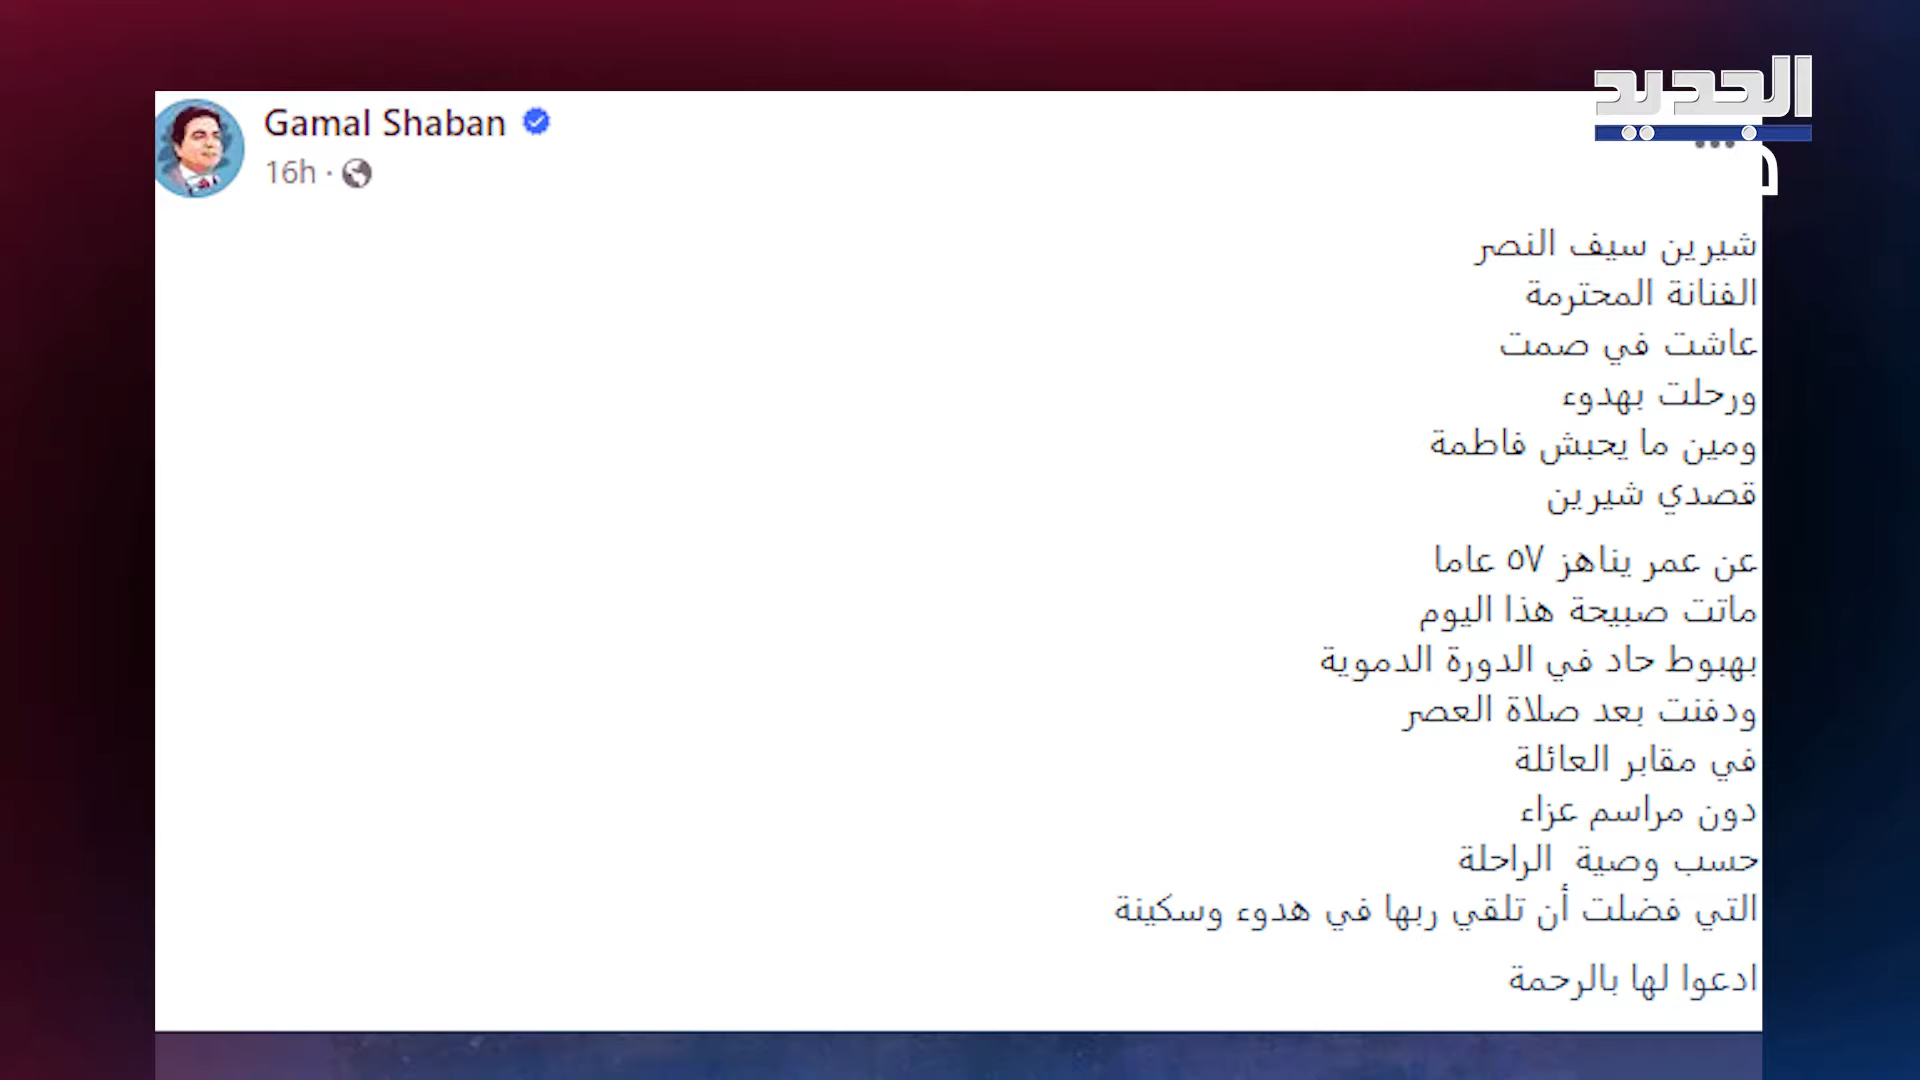 الجديد
Gamal Shaban
16h ·
شيرين سيف النصر
الفنانة المحترمة
عاشت في صمت
ورحلت بهدوء
ومين ما يحبش فاطمة
قصدي شيرين
عن عمر يناهز ٥٧ عاما
ماتت صبيحة هذا اليوم
بهبوط حاد في الدورة الدموية
ودفنت بعد صلاة العصر
في مقابر العائلة
دون مراسم عزاء
حسب وصية الراحلة
التي فضلت أن تلقي ربها في هدوء وسكينة
ادعوا لها بالرحمة